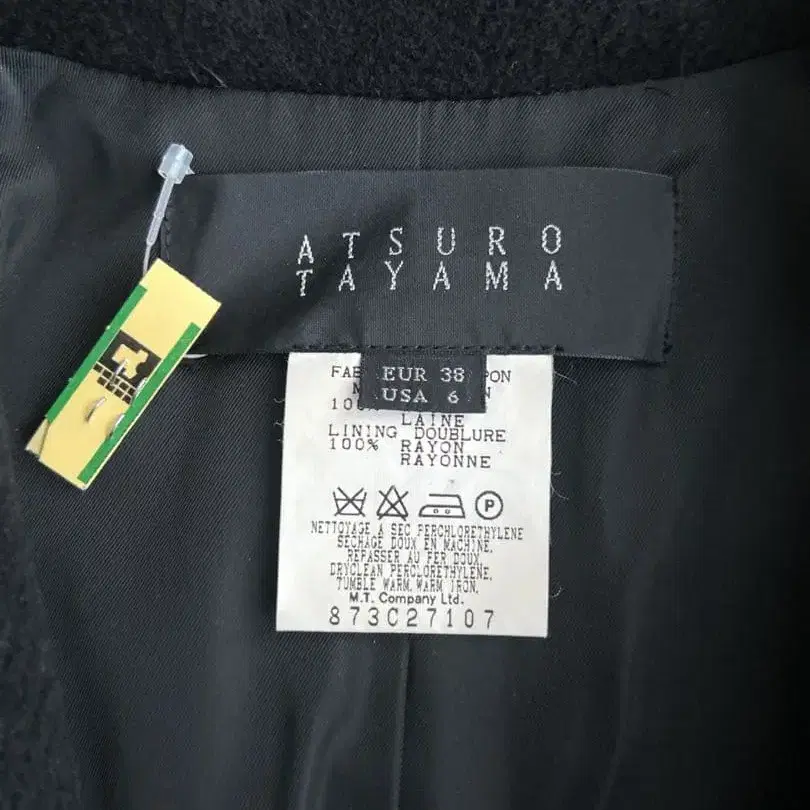 ATSURO
TAYAMA
EUR 38
USA 6
LAINE
LINING DOUBLURE
100% RAYON
RAYONNE
P
NETTOYAGE A SEC PERCHLORETHYLENE
SECHAGE DOUX EN MACHINE.
REPASSER AU FER DOUX
DRYCLEAN PERCLORETHYLENE.
TUMBLE WARM. WARM IRON.
M.T. Company Ltd.
873C27107